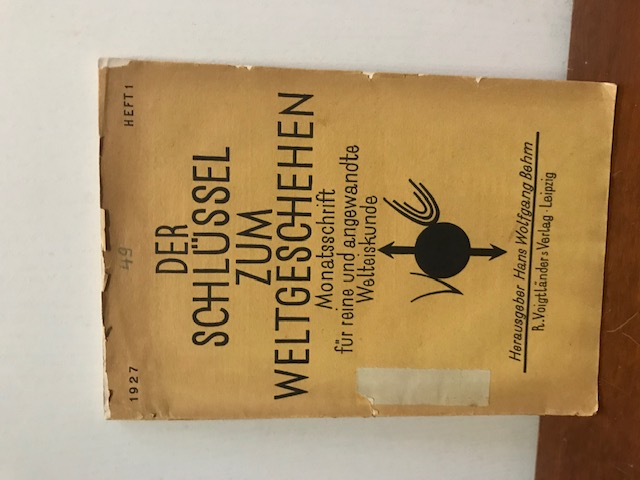 1927 HEFT 1
49
DER
SCHLÜSSEL
ZUM
WELTGESCHEHEN
Monatsschrift
für reine und angewandte
Welteiskunde
Herausgeber Hans Wolfgang Behm
R. Voigtländers Verlag · Leipzig